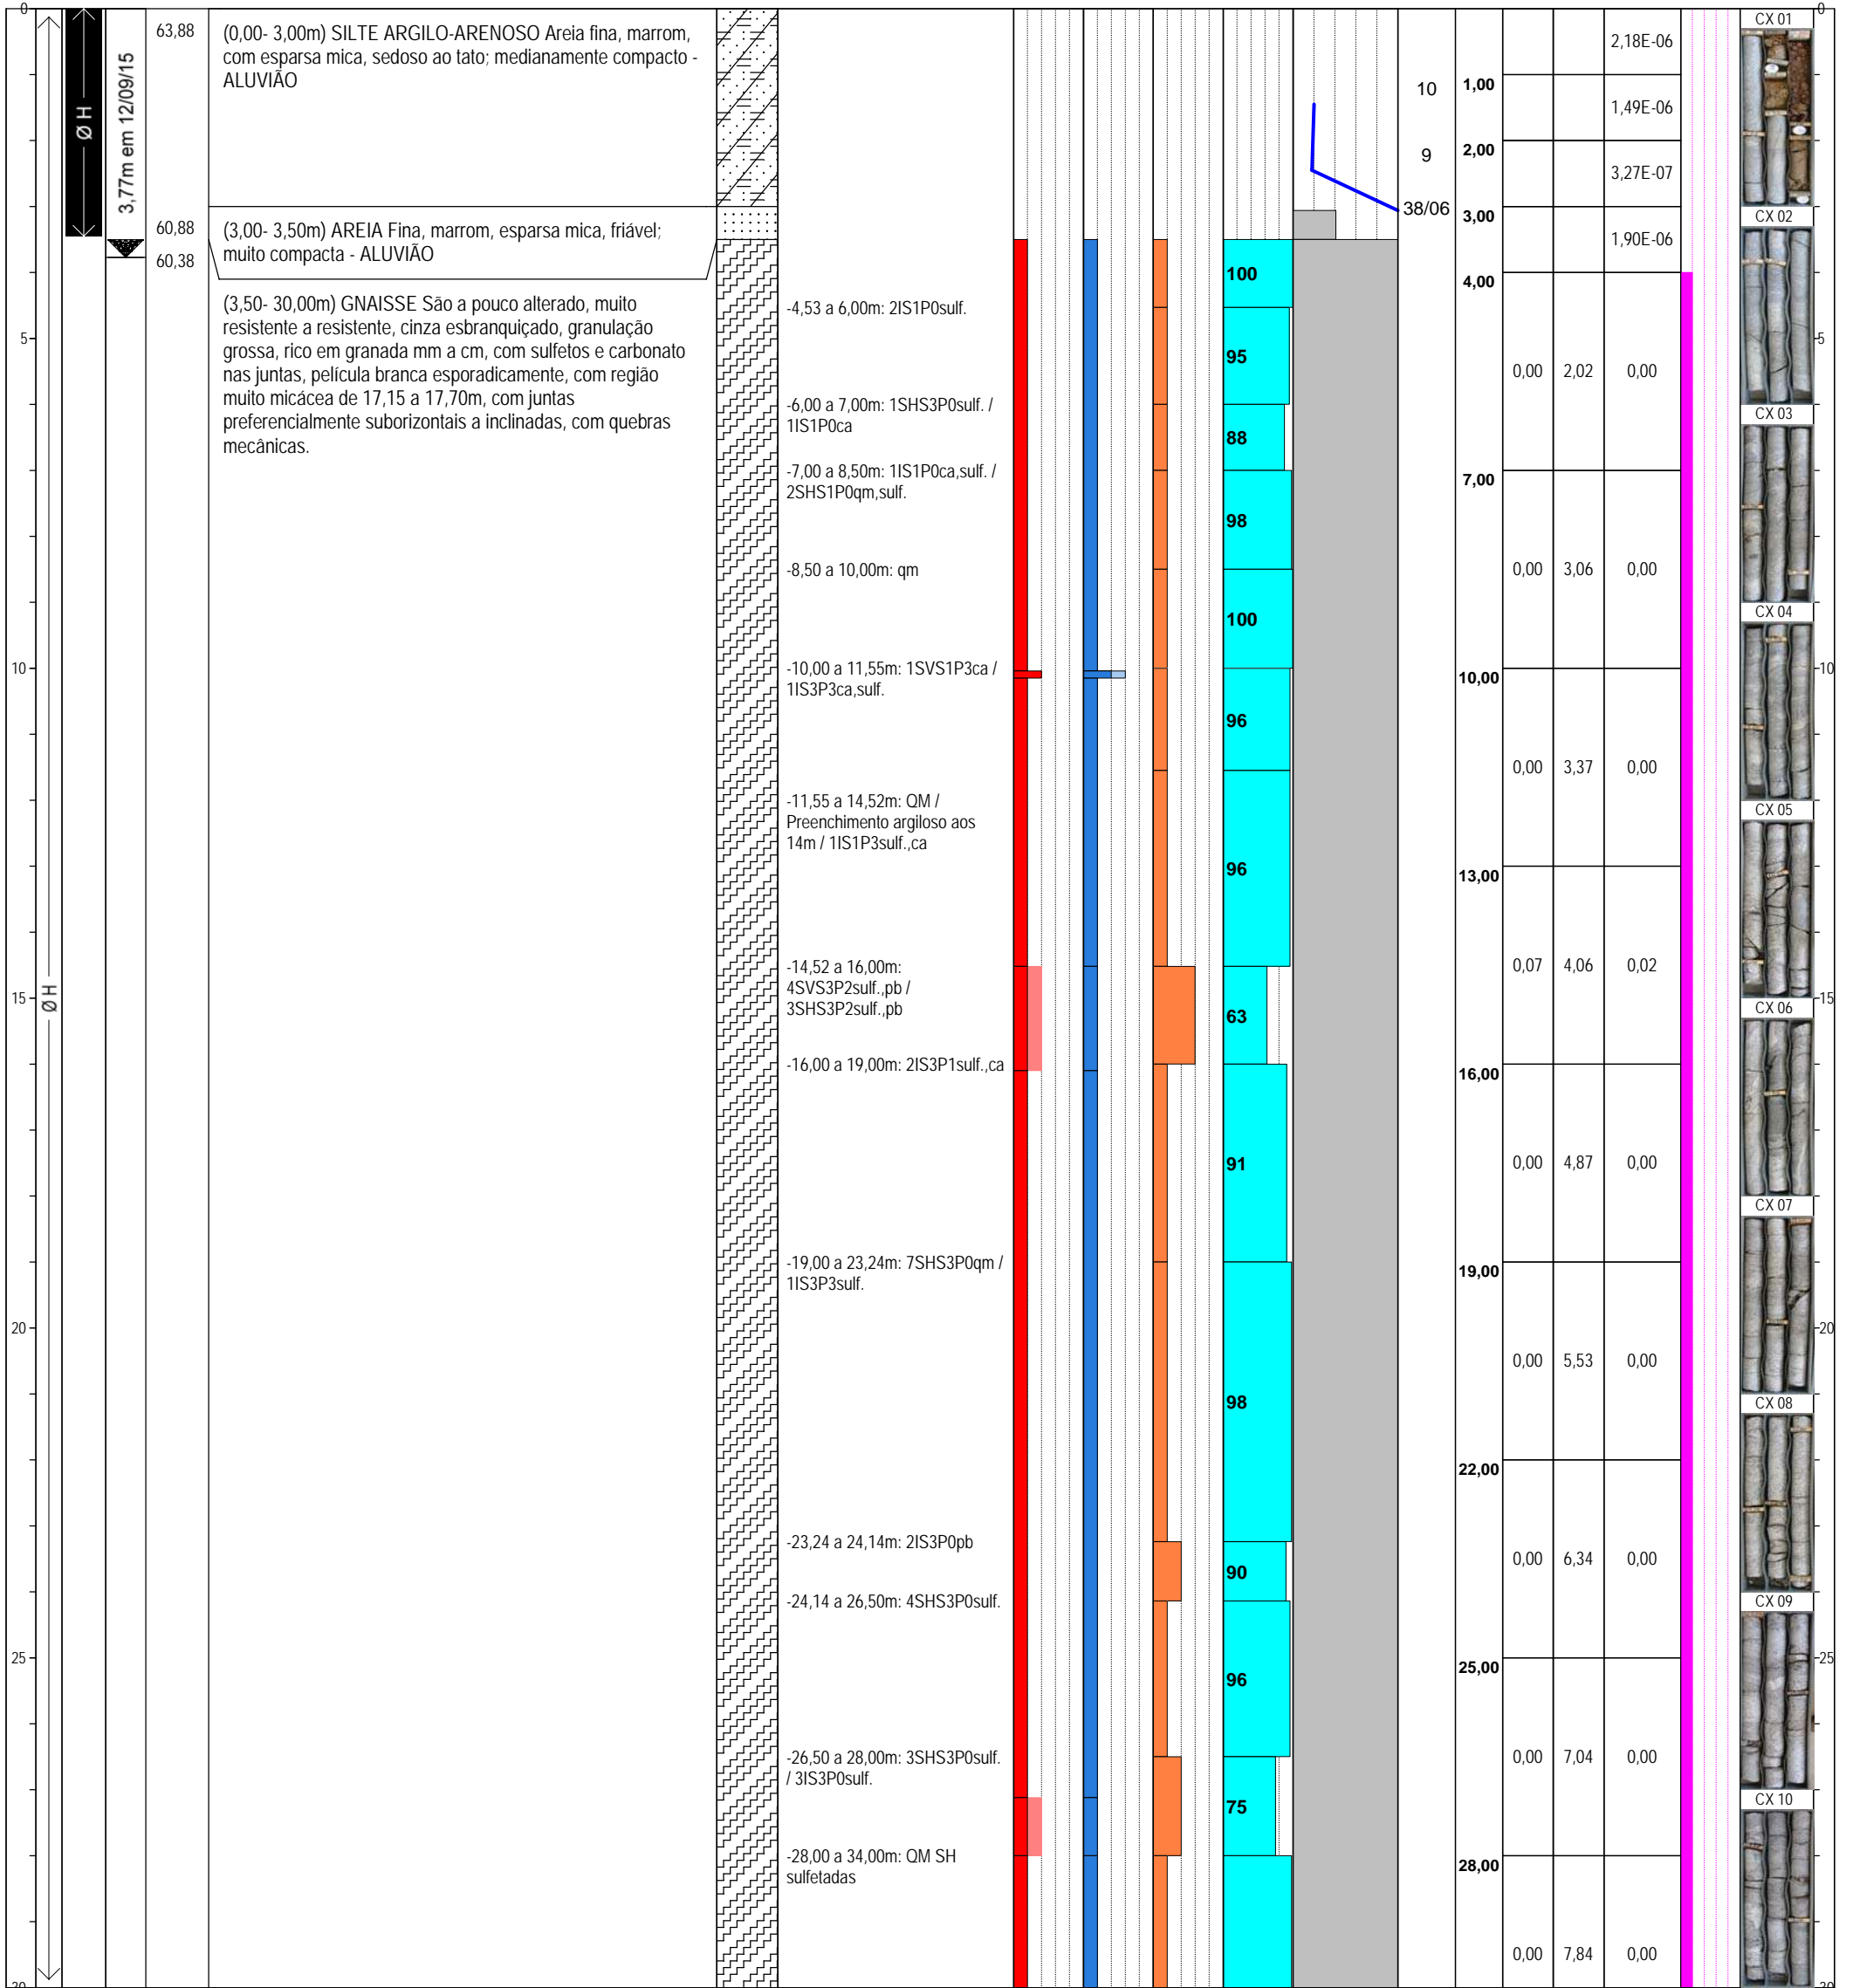 0
5
10
15
20
25
30
Ø H
Ø H
3,77m em 12/09/15
63,88
60,88
60,38
(0,00- 3,00m) SILTE ARGILO-ARENOSO Areia fina, marrom,
com esparsa mica, sedoso ao tato; medianamente compacto -
ALUVIÃO
(3,00- 3,50m) AREIA Fina, marrom, esparsa mica, friável;
muito compacta - ALUVIÃO
(3,50- 30,00m) GNAISSE São a pouco alterado, muito
resistente a resistente, cinza esbranquiçado, granulação
grossa, rico em granada mm a cm, com sulfetos e carbonato
nas juntas, película branca esporadicamente, com região
muito micácea de 17,15 a 17,70m, com juntas
preferencialmente suborizontais a inclinadas, com quebras
mecânicas.
-4,53 a 6,00m: 2IS1P0sulf.
-6,00 a 7,00m: 1SHS3P0sulf. /
1IS1P0ca
-7,00 a 8,50m: 1IS1P0ca,sulf. /
2SHS1P0qm,sulf.
-8,50 a 10,00m: qm
-10,00 a 11,55m: 1SVS1P3ca /
1IS3P3ca,sulf.
-11,55 a 14,52m: QM /
Preenchimento argiloso aos
14m / 1IS1P3sulf.,ca
-14,52 a 16,00m:
4SVS3P2sulf.,pb /
3SHS3P2sulf.,pb
-16,00 a 19,00m: 2IS3P1sulf.,ca
-19,00 a 23,24m: 7SHS3P0qm /
1IS3P3sulf.
-23,24 a 24,14m: 2IS3P0pb
-24,14 a 26,50m: 4SHS3P0sulf.
-26,50 a 28,00m: 3SHS3P0sulf.
/ 3IS3P0sulf.
-28,00 a 34,00m: QM SH
sulfetadas
100
95
88
98
100
96
96
63
91
98
90
96
75
10
9
38/06
1,00
2,00
3,00
4,00
7,00
10,00
13,00
16,00
19,00
22,00
25,00
28,00
2,18E-06
1,49E-06
3,27E-07
1,90E-06
0,00 2,02 0,00
0,00 3,06 0,00
0,00 3,37 0,00
0,07 4,06 0,02
0,00 4,87 0,00
0,00 5,53 0,00
0,00 6,34 0,00
0,00 7,04 0,00
0,00 7,84 0,00
CX 01
CX 02
CX 03
CX 04
CX 05
CX 06
CX 07
CX 08
CX 09
CX 10
0
5
10
15
20
25
30